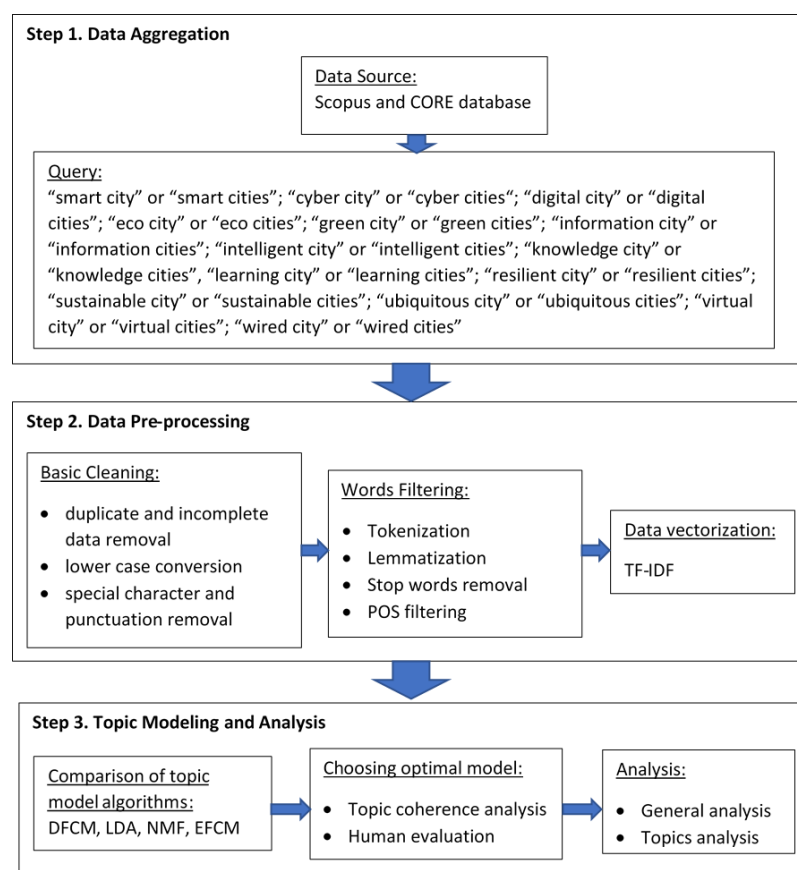 Step 1. Data Aggregation
Data Source:
Scopus and CORE database
Query:
“smart city” or “smart cities”; “cyber city” or “cyber cities“; “digital city” or “digital
cities”; “eco city” or “eco cities”; “green city” or “green cities”; “information city” or
“information cities”; “intelligent city” or “intelligent cities”; “knowledge city” or
“knowledge cities”, “learning city” or “learning cities”; “resilient city” or “resilient cities”;
“sustainable city” or “sustainable cities”; “ubiquitous city” or “ubiquitous cities”; “virtual
city” or “virtual cities”; “wired city” or “wired cities”
Step 2. Data Pre-processing
Basic Cleaning:
• duplicate and incomplete
data removal
• lower case conversion
• special character and
punctuation removal
Words Filtering:
• Tokenization
• Lemmatization
• Stop words removal
• POS filtering
Data vectorization:
TF-IDF
Step 3. Topic Modeling and Analysis
Comparison of topic
model algorithms:
DFCM, LDA, NMF, EFCM
Choosing optimal model:
• Topic coherence analysis
• Human evaluation
Analysis:
• General analysis
• Topics analysis